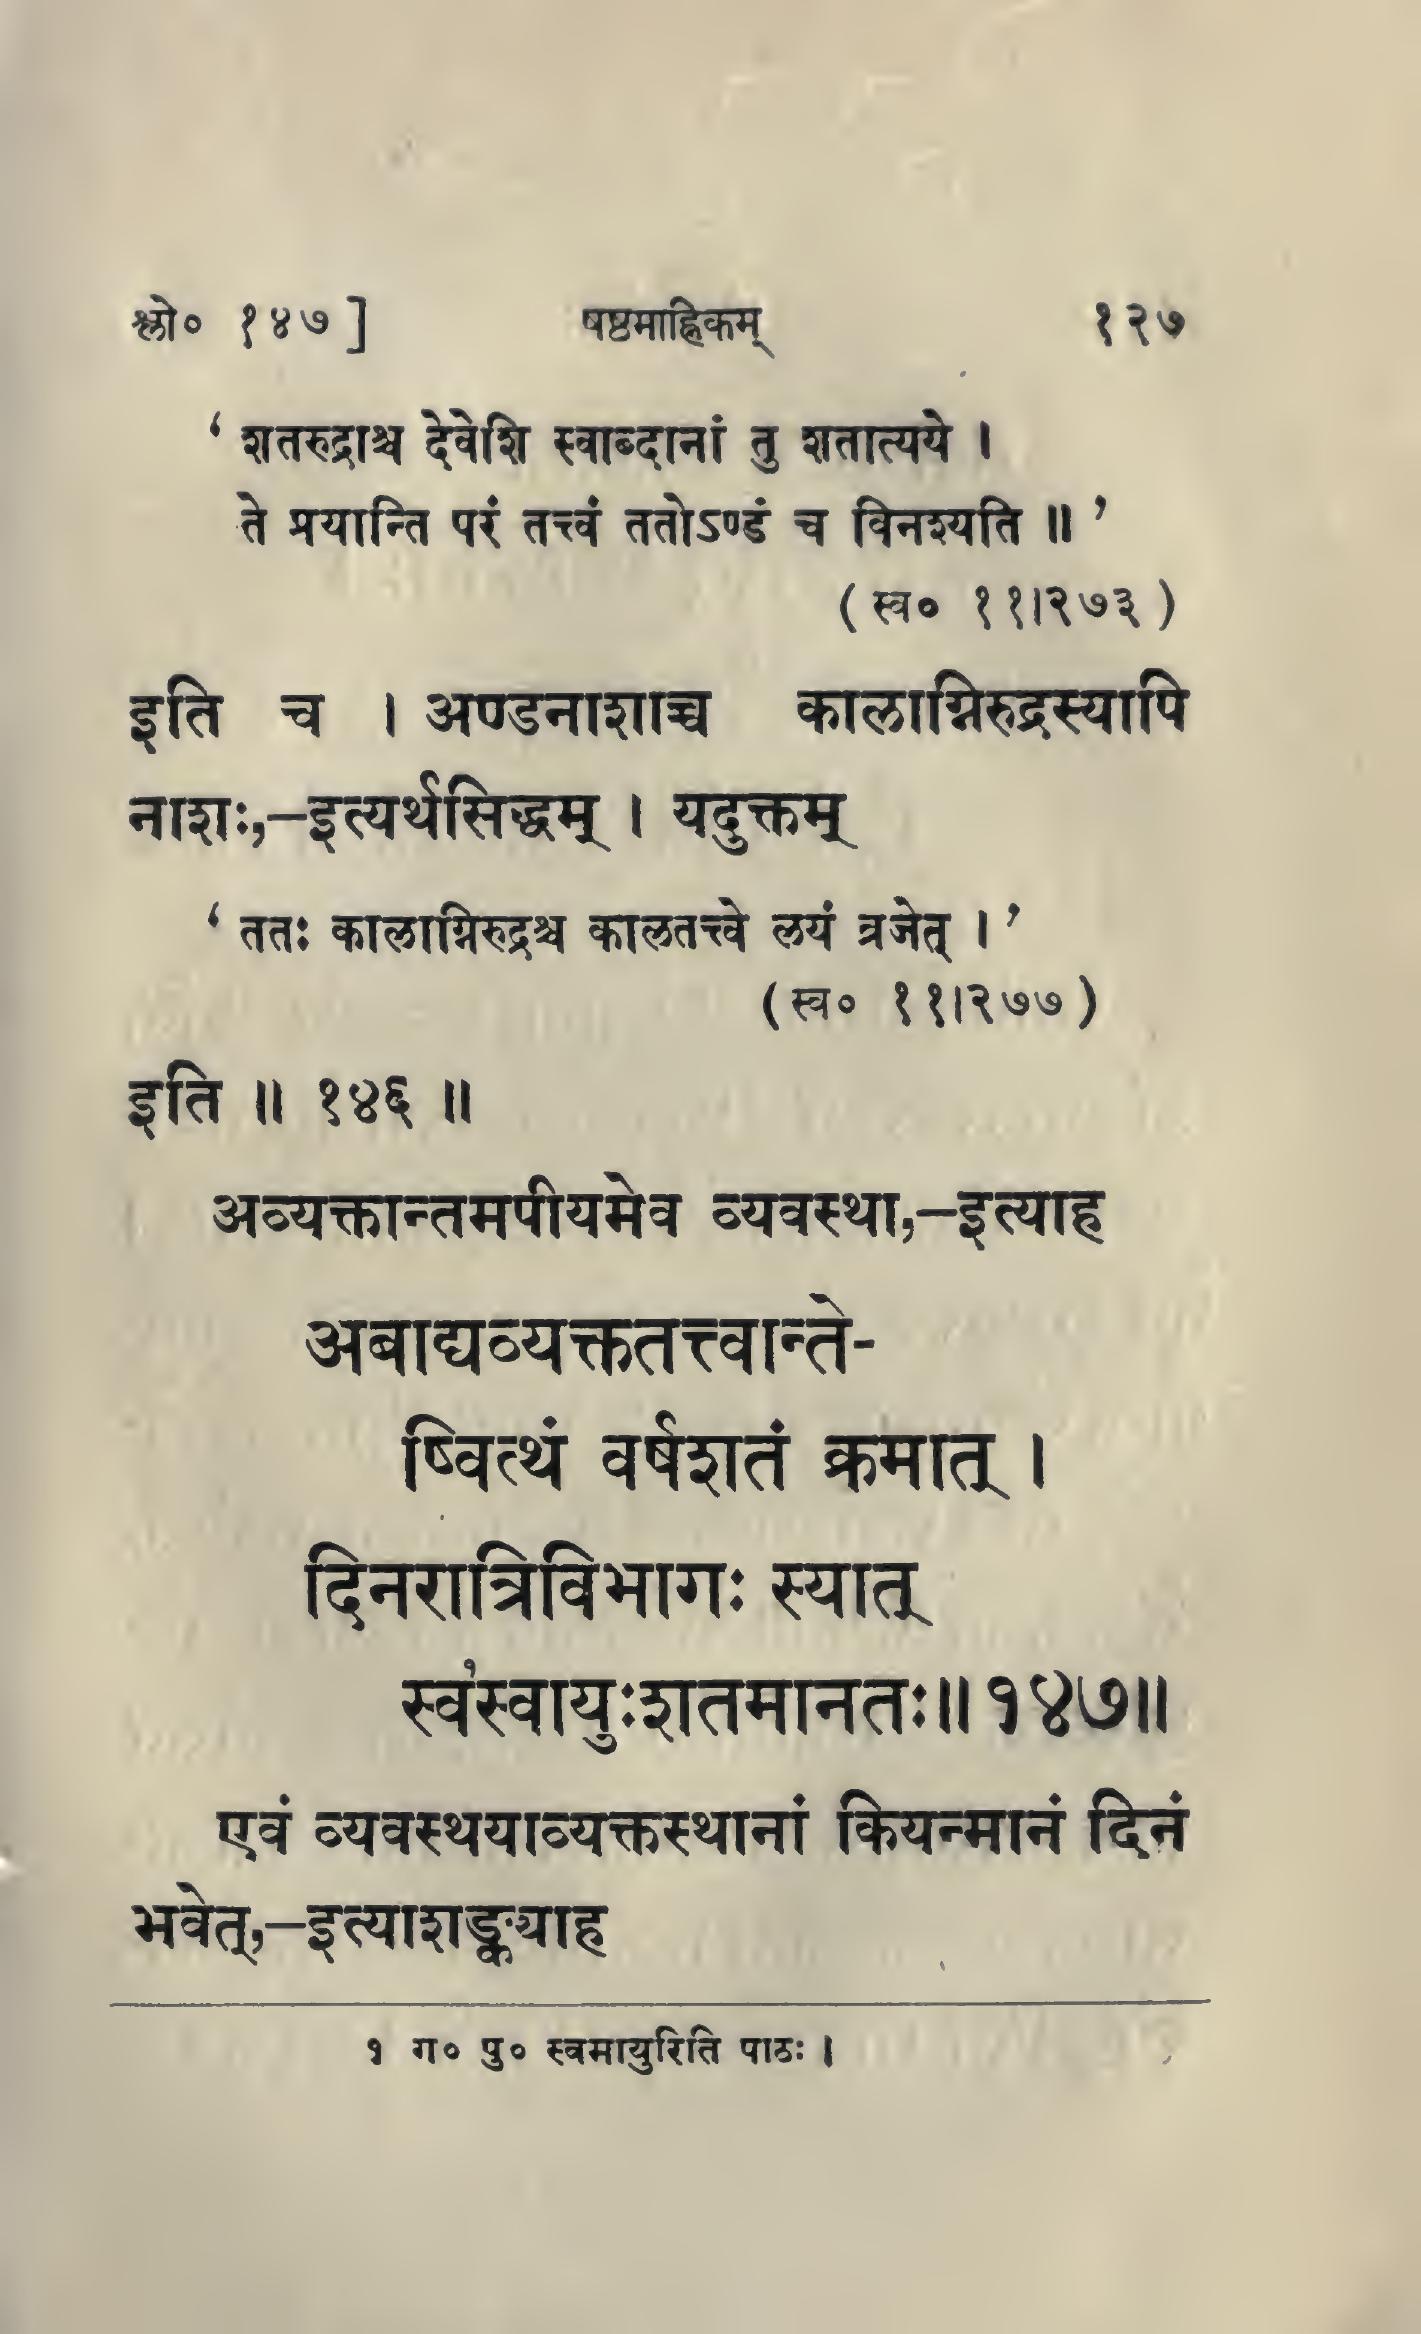 श्लो० १४७] षष्ठमाह्निकम् १२७
‘ शतरुद्राश्च देवेशि स्वाब्दानां तु शतात्यये ।
ते प्रयान्ति परं तत्त्वं ततोऽण्डं च विनश्यति ॥ ’
( स्व० ११।२७३ )
इति च । अण्डनाशाच्च कालाग्निरुद्रस्यापि
नाशः,—इत्यर्थसिद्धम् । यदुक्तम्
‘ ततः कालाग्निरुद्रश्च कालतत्त्वे लयं व्रजेत् । ’
( स्व० ११।२७७ )
इति ॥ १४६ ॥
अव्यक्तान्तमपीयमेव व्यवस्था,—इत्याह
अबाद्यव्यक्ततत्त्वान्ते-
ष्वित्थं वर्षशतं क्रमात् ।
दिनरात्रिविभागः स्यात्
स्व१स्वायुःशतमानतः॥१४७॥
एवं व्यवस्थयाव्यक्तस्थानां कियन्मानं दिनं
भवेत्,—इत्याशङ्क्याह
१ ग० पु० स्वमायुरिति पाठः ।